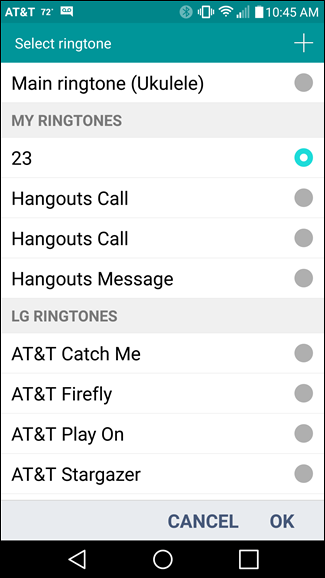 AT&T 72° 10:45 AM
Select ringtone
Main ringtone (Ukulele)
MY RINGTONES
23
Hangouts Call
Hangouts Call
Hangouts Message
LG RINGTONES
AT&T Catch Me
AT&T Firefly
AT&T Play On
AT&T Stargazer
CANCEL OK